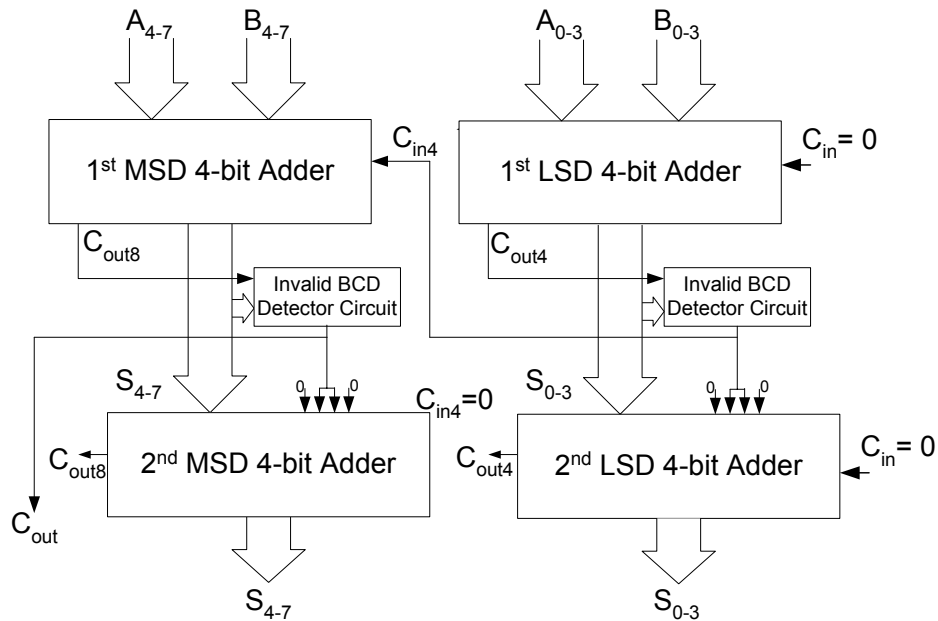 A4-7 B4-7 A0-3 B0-3
1st MSD 4-bit Adder
Cin4
1st LSD 4-bit Adder
Cin= 0
Cout8
Invalid BCD
Detector Circuit
Cout4
Invalid BCD
Detector Circuit
S4-7
0 0
Cin4=0
S0-3
0 0
Cout8
2nd MSD 4-bit Adder
Cout4
2nd LSD 4-bit Adder
Cin= 0
Cout
S4-7
S0-3